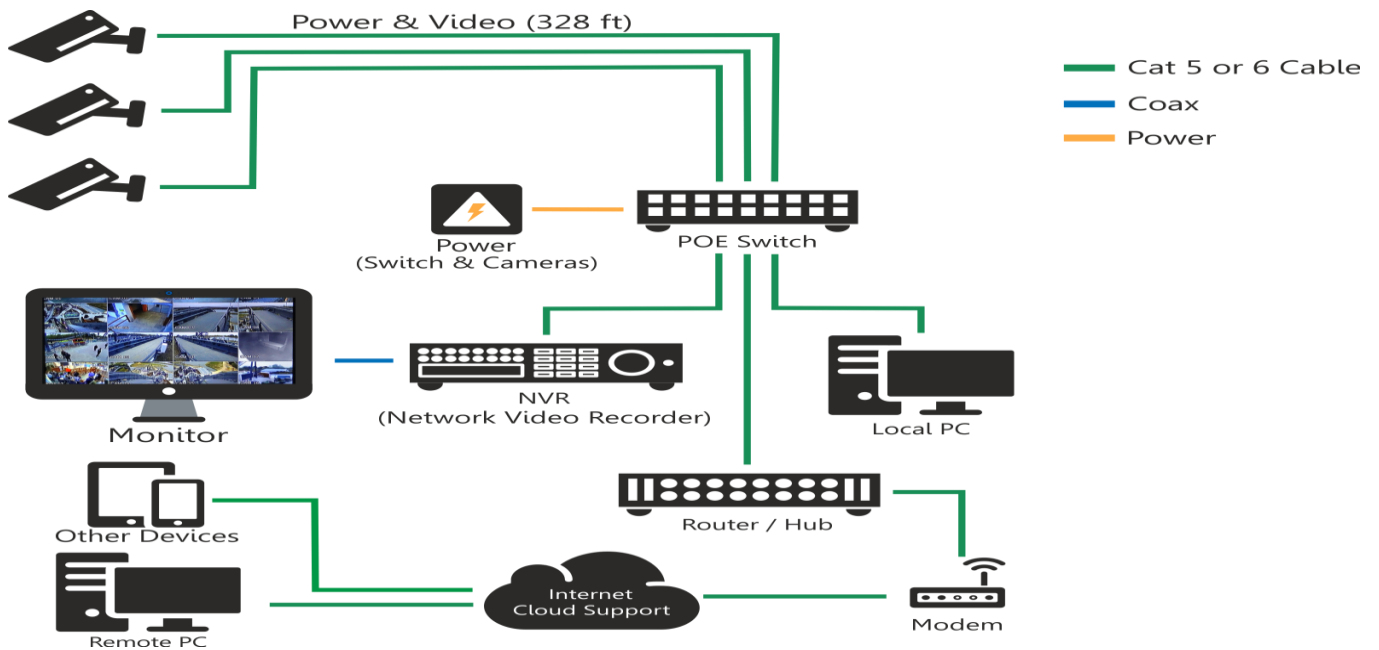 Power & Video (328 ft)
Cat 5 or 6 Cable
Coax
Power
POE Switch
Power
(Switch & Cameras)
NVR
(Network Video Recorder)
Monitor
Local PC
Router / Hub
Other Devices
Internet
Cloud Support
Modem
Remote PC